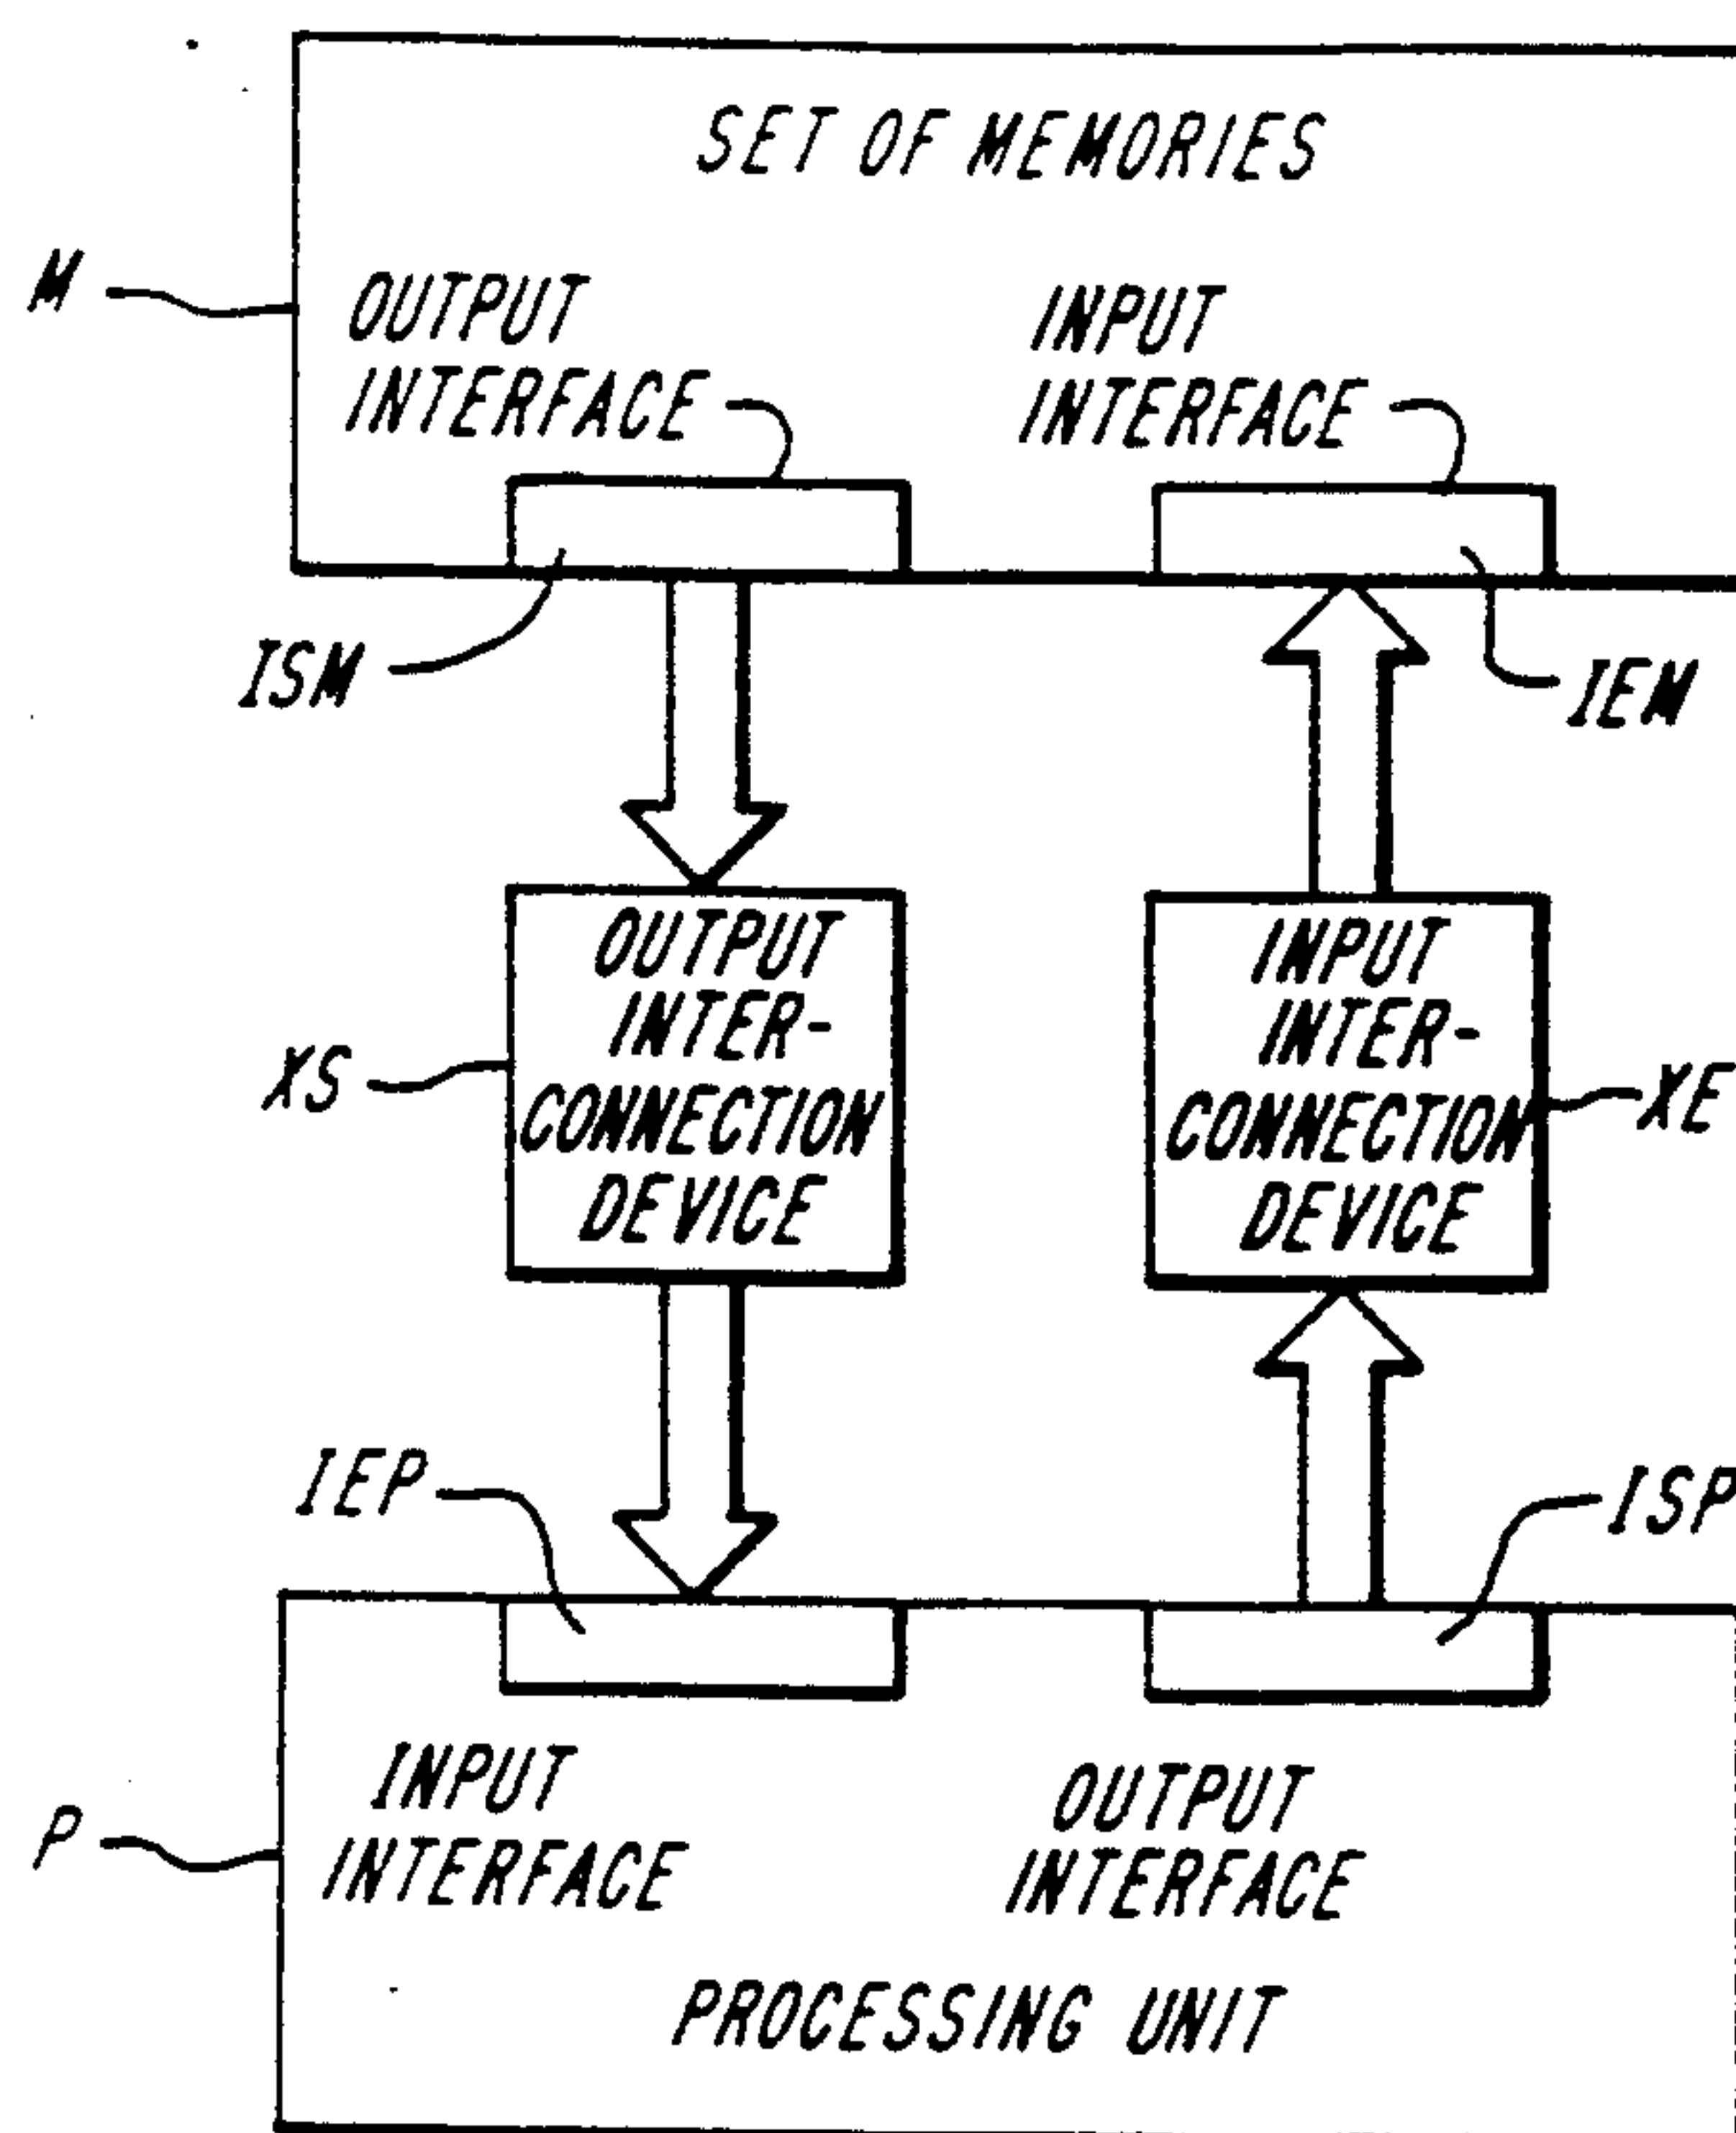 SET OF MEMORIES
M
OUTPUT
INTERFACE
INPUT
INTERFACE
ISM
IEM
OUTPUT
INTER-
CONNECTION
DEVICE
XS
INPUT
INTER-
CONNECTION
DEVICE
XE
IEP
ISP
INPUT
INTERFACE
OUTPUT
INTERFACE
P
PROCESSING UNIT